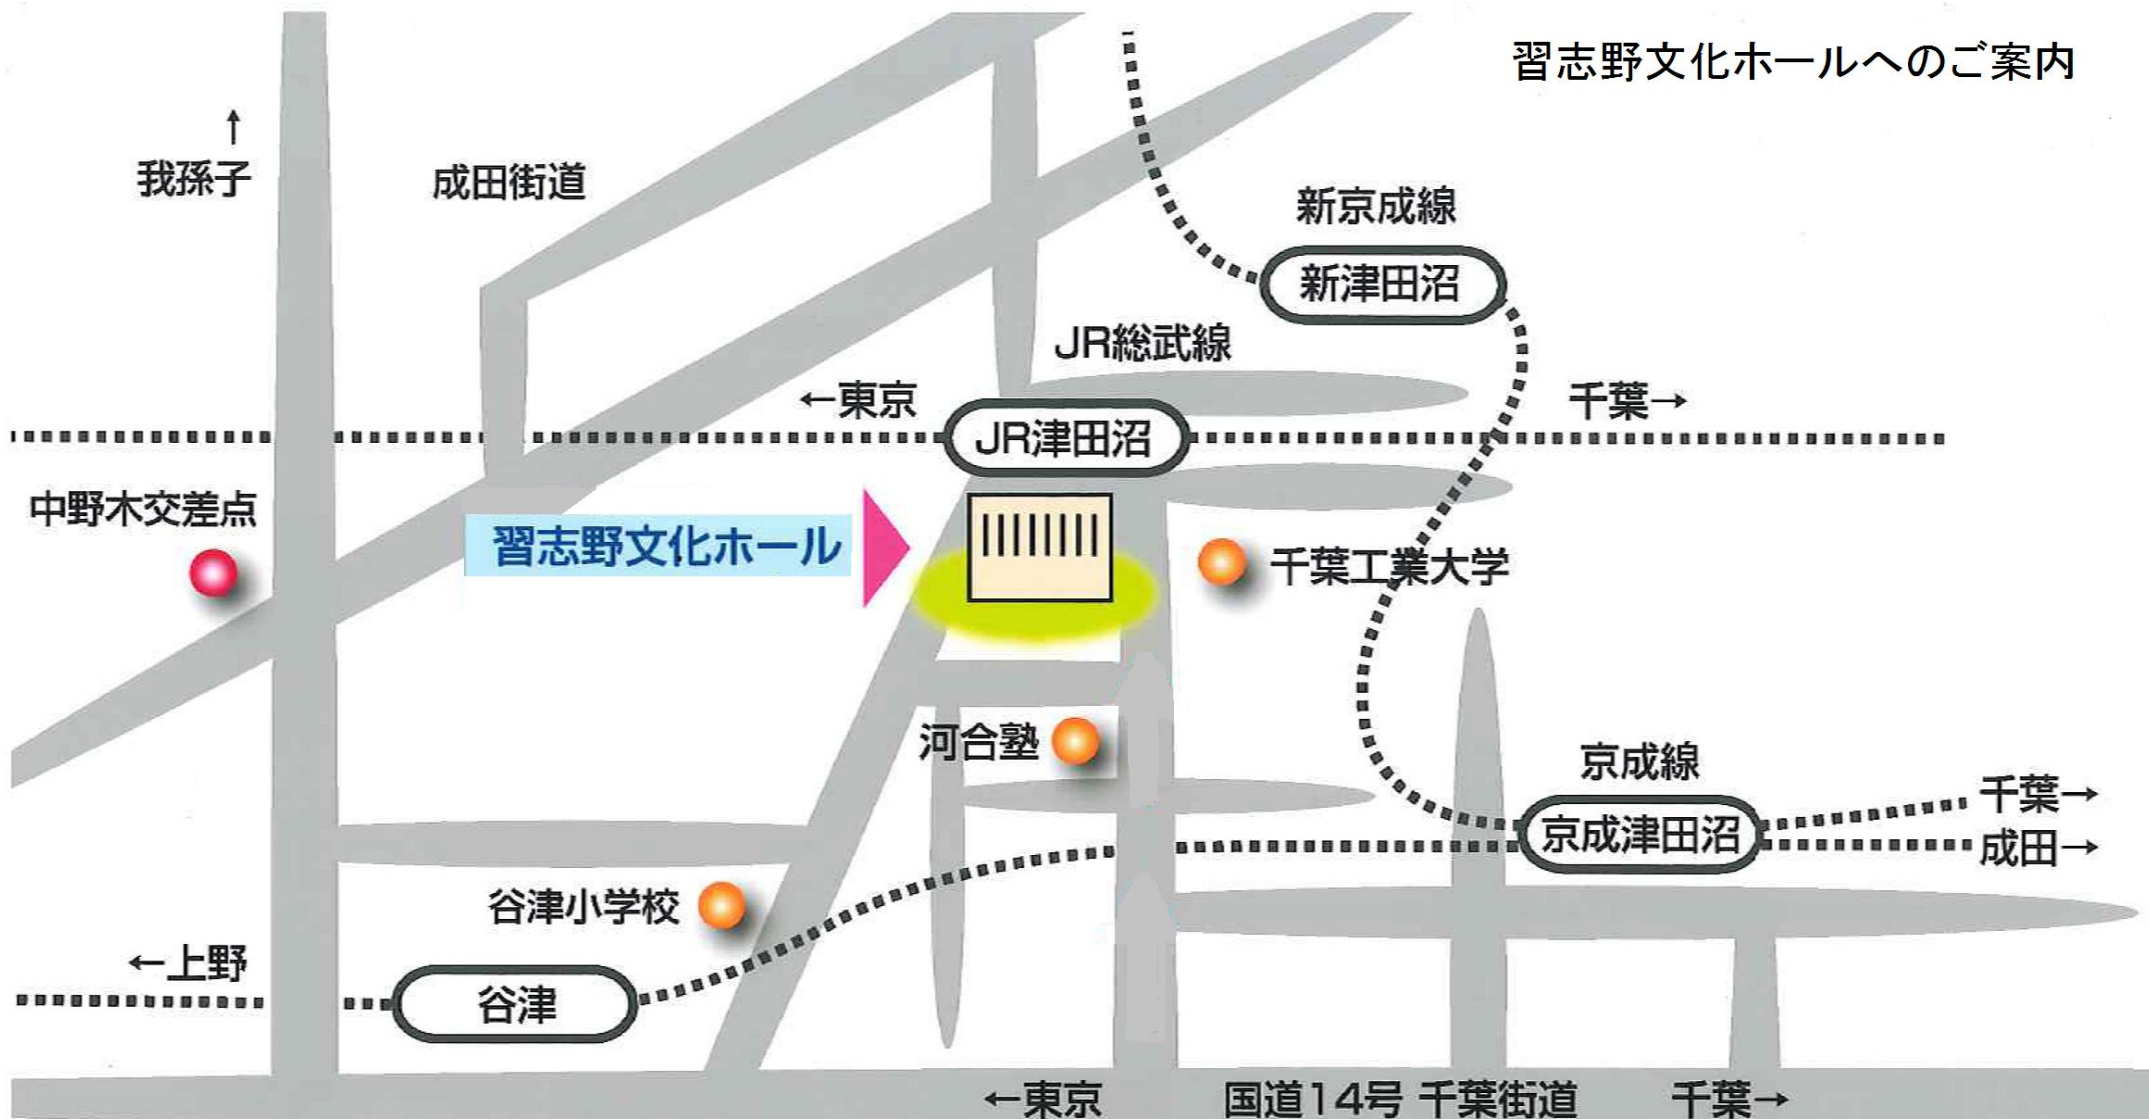 習志野文化ホールへのご案内
↑
我孫子
成田街道
新京成線
新津田沼
JR総武線
←東京
千葉→
JR津田沼
中野木交差点
習志野文化ホール
千葉工業大学
河合塾
京成線
千葉→
京成津田沼
成田→
谷津小学校
←上野
谷津
←東京 国道14号 千葉街道 千葉→